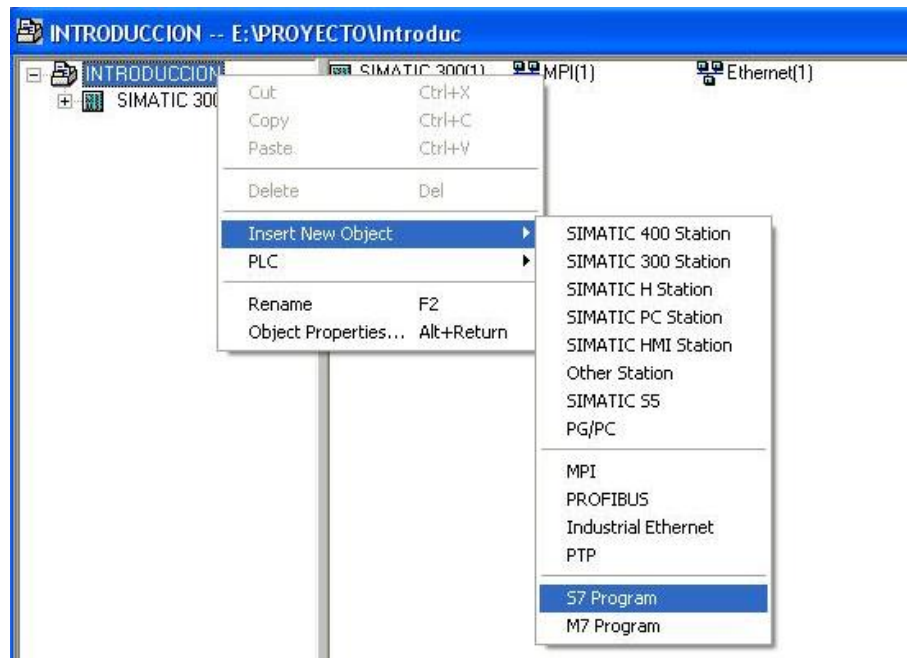 INTRODUCCION -- E:\PROYECTO\Introduc
INTRODUCCION
SIMATIC 300(1)
MPI(1)
Ethernet(1)
SIMATIC 300
Cut Ctrl+X
Copy Ctrl+C
Paste Ctrl+V
Delete Del
Insert New Object
PLC
Rename F2
Object Properties... Alt+Return
SIMATIC 400 Station
SIMATIC 300 Station
SIMATIC H Station
SIMATIC PC Station
SIMATIC HMI Station
Other Station
SIMATIC S5
PG/PC
MPI
PROFIBUS
Industrial Ethernet
PTP
S7 Program
M7 Program